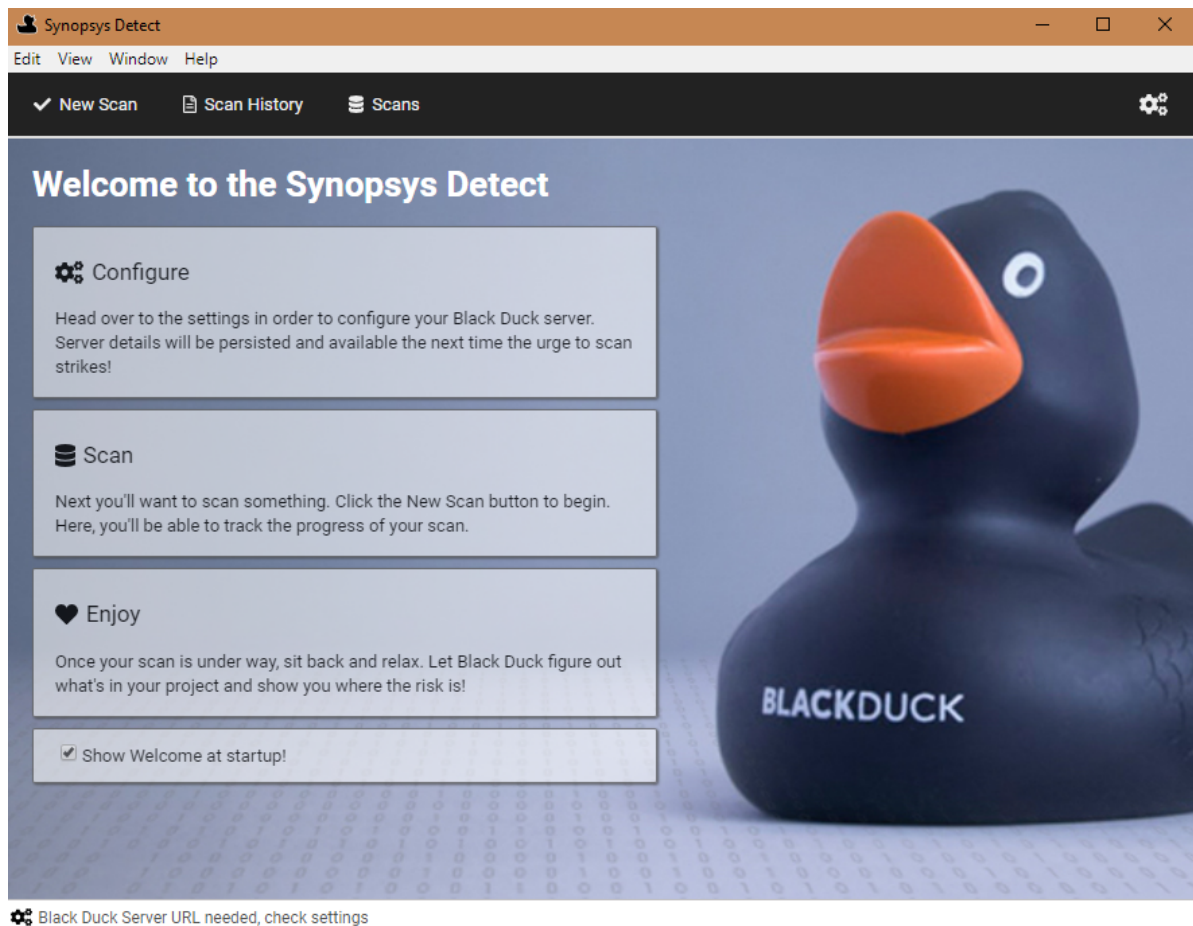 Synopsys Detect
Edit View Window Help
New Scan Scan History Scans
Welcome to the Synopsys Detect
Configure
Head over to the settings in order to configure your Black Duck server.
Server details will be persisted and available the next time the urge to scan
strikes!
Scan
Next you'll want to scan something. Click the New Scan button to begin.
Here, you'll be able to track the progress of your scan.
Enjoy
Once your scan is under way, sit back and relax. Let Black Duck figure out
what's in your project and show you where the risk is!
Show Welcome at startup!
BLACKDUCK
Black Duck Server URL needed, check settings